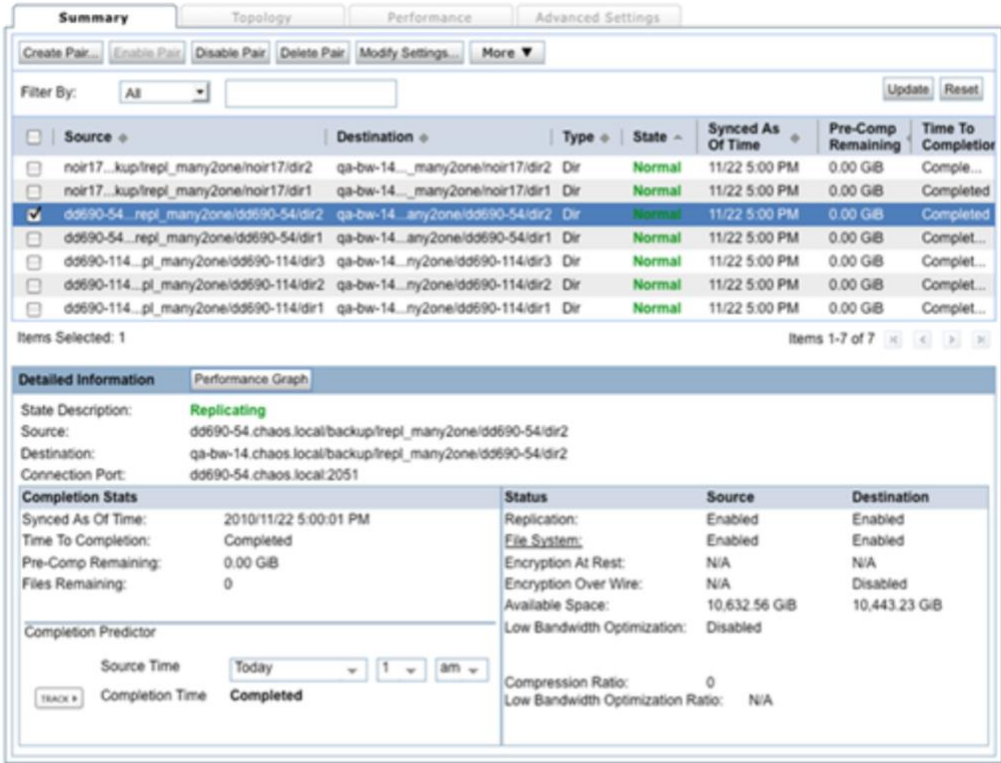 Summary Topology Performance Advanced Settings
Create Pair... Enable Pair Disable Pair Delete Pair Modify Settings... More ▼
Filter By: All Update Reset
Source Destination Type State Synced As Of Time Pre-Comp Remaining Time To Completion
noir17...kup/lrepl_many2one/noir17/dir2 qa-bw-14..._many2one/noir17/dir2 Dir Normal 11/22 5:00 PM 0.00 GiB Comple...
noir17...kup/lrepl_many2one/noir17/dir1 qa-bw-14..._many2one/noir17/dir1 Dir Normal 11/22 5:00 PM 0.00 GiB Completed
dd690-54...repl_many2one/dd690-54/dir2 qa-bw-14...any2one/dd690-54/dir2 Dir Normal 11/22 5:00 PM 0.00 GiB Completed
dd690-54...repl_many2one/dd690-54/dir1 qa-bw-14...any2one/dd690-54/dir1 Dir Normal 11/22 5:00 PM 0.00 GiB Complet...
dd690-114...pl_many2one/dd690-114/dir3 qa-bw-14...ny2one/dd690-114/dir3 Dir Normal 11/22 5:00 PM 0.00 GiB Complet...
dd690-114...pl_many2one/dd690-114/dir2 qa-bw-14...ny2one/dd690-114/dir2 Dir Normal 11/22 5:00 PM 0.00 GiB Complet...
dd690-114...pl_many2one/dd690-114/dir1 qa-bw-14...ny2one/dd690-114/dir1 Dir Normal 11/22 5:00 PM 0.00 GiB Complet...
Items Selected: 1 Items 1-7 of 7
Detailed Information Performance Graph
State Description: Replicating
Source: dd690-54.chaos.local/backup/lrepl_many2one/dd690-54/dir2
Destination: qa-bw-14.chaos.local/backup/lrepl_many2one/dd690-54/dir2
Connection Port: dd690-54.chaos.local:2051
Completion Stats
Synced As Of Time: 2010/11/22 5:00:01 PM
Time To Completion: Completed
Pre-Comp Remaining: 0.00 GiB
Files Remaining: 0
Completion Predictor
Source Time Today 1 am
TRACK Completion Time Completed
Status Source Destination
Replication: Enabled Enabled
File System: Enabled Enabled
Encryption At Rest: N/A N/A
Encryption Over Wire: N/A Disabled
Available Space: 10,632.56 GiB 10,443.23 GiB
Low Bandwidth Optimization: Disabled
Compression Ratio: 0
Low Bandwidth Optimization Ratio: N/A